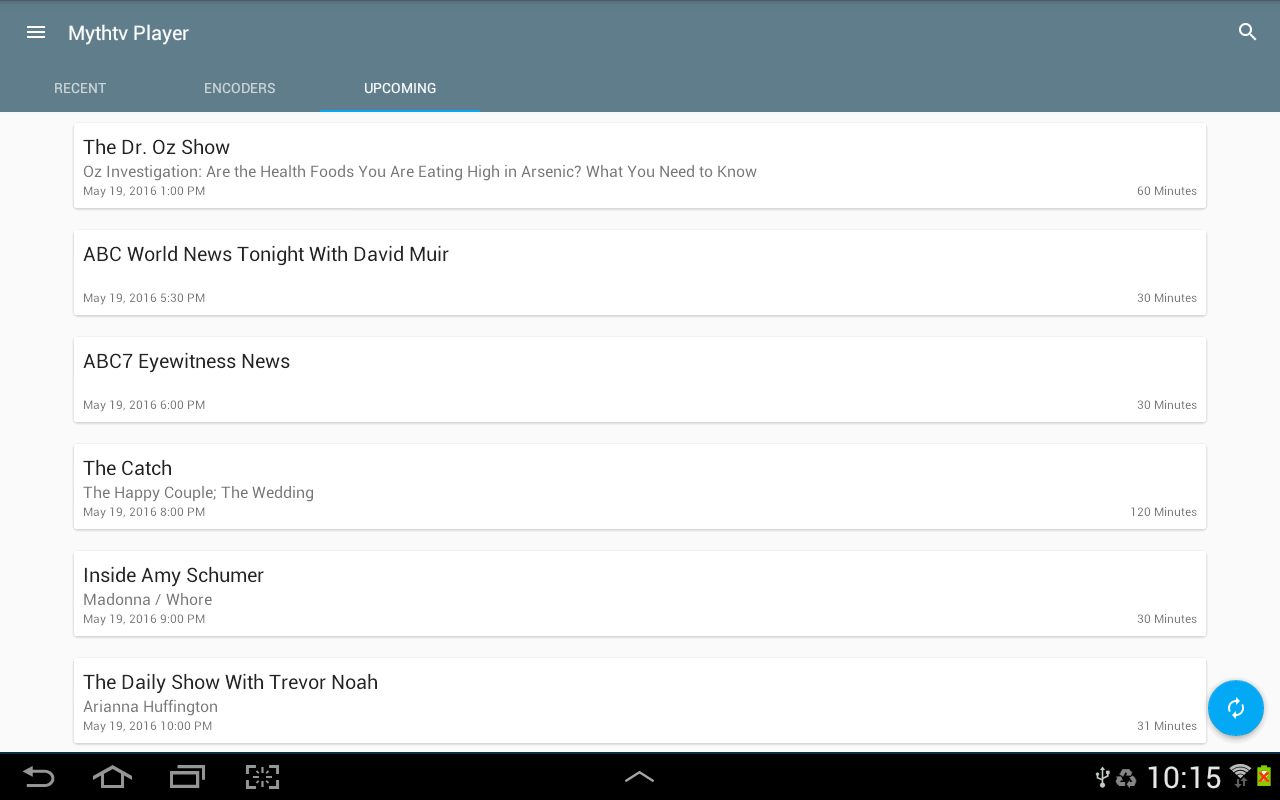 Mythtv Player
RECENT ENCODERS UPCOMING
The Dr. Oz Show
Oz Investigation: Are the Health Foods You Are Eating High in Arsenic? What You Need to Know
May 19, 2016 1:00 PM 60 Minutes
ABC World News Tonight With David Muir
May 19, 2016 5:30 PM 30 Minutes
ABC7 Eyewitness News
May 19, 2016 6:00 PM 30 Minutes
The Catch
The Happy Couple; The Wedding
May 19, 2016 8:00 PM 120 Minutes
Inside Amy Schumer
Madonna / Whore
May 19, 2016 9:00 PM 30 Minutes
The Daily Show With Trevor Noah
Arianna Huffington
May 19, 2016 10:00 PM 31 Minutes
10:15